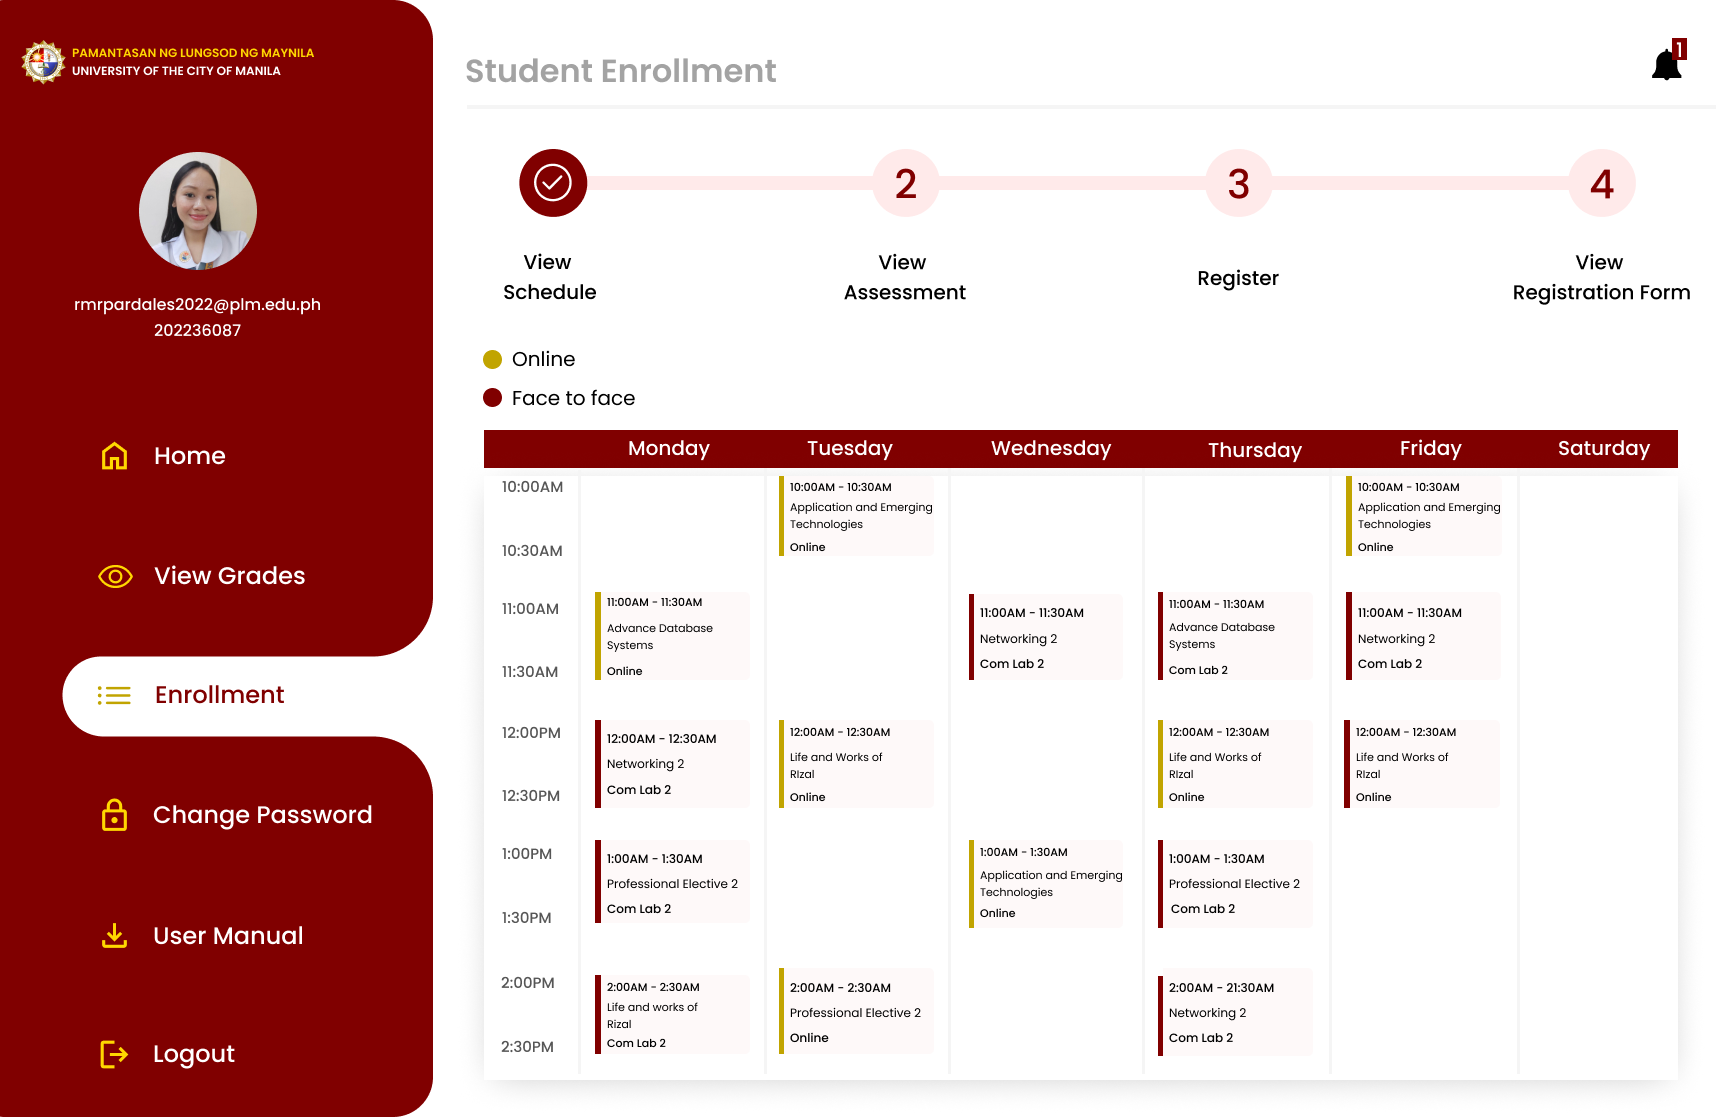 PAMANTASAN NG LUNGSOD NG MAYNILA
UNIVERSITY OF THE CITY OF MANILA
rmrpardales2022@plm.edu.ph
202236087
Home
View Grades
Enrollment
Change Password
User Manual
Logout
Student Enrollment
1
2
3
4
View
Schedule
View
Assessment
Register
View
Registration Form
Online
Face to face
Monday
Tuesday
Wednesday
Thursday
Friday
Saturday
10:00AM
10:30AM
11:00AM
11:30AM
12:00PM
12:30PM
1:00PM
1:30PM
2:00PM
2:30PM
11:00AM - 11:30AM
Advance Database
Systems
Online
12:00AM - 12:30AM
Networking 2
Com Lab 2
1:00AM - 1:30AM
Professional Elective 2
Com Lab 2
2:00AM - 2:30AM
Life and works of
Rizal
Com Lab 2
10:00AM - 10:30AM
Application and Emerging
Technologies
Online
12:00AM - 12:30AM
Life and Works of
RIzal
Online
2:00AM - 2:30AM
Professional Elective 2
Online
11:00AM - 11:30AM
Networking 2
Com Lab 2
1:00AM - 1:30AM
Application and Emerging
Technologies
Online
11:00AM - 11:30AM
Advance Database
Systems
Com Lab 2
12:00AM - 12:30AM
Life and Works of
RIzal
Online
1:00AM - 1:30AM
Professional Elective 2
Com Lab 2
2:00AM - 21:30AM
Networking 2
Com Lab 2
10:00AM - 10:30AM
Application and Emerging
Technologies
Online
11:00AM - 11:30AM
Networking 2
Com Lab 2
12:00AM - 12:30AM
Life and Works of
RIzal
Online